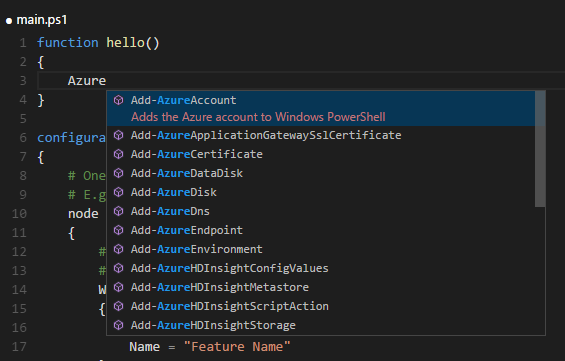 ● main.ps1
1 function hello()
2 {
3 Azure
4 }
5
6 configura
7 {
8 # One
9 # E.g
10 node
11 {
12 #
13 #
14 W
15 {
16
17 Name = "Feature Name"
Add-AzureAccount
Adds the Azure account to Windows PowerShell
Add-AzureApplicationGatewaySslCertificate
Add-AzureCertificate
Add-AzureDataDisk
Add-AzureDisk
Add-AzureDns
Add-AzureEndpoint
Add-AzureEnvironment
Add-AzureHDInsightConfigValues
Add-AzureHDInsightMetastore
Add-AzureHDInsightScriptAction
Add-AzureHDInsightStorage